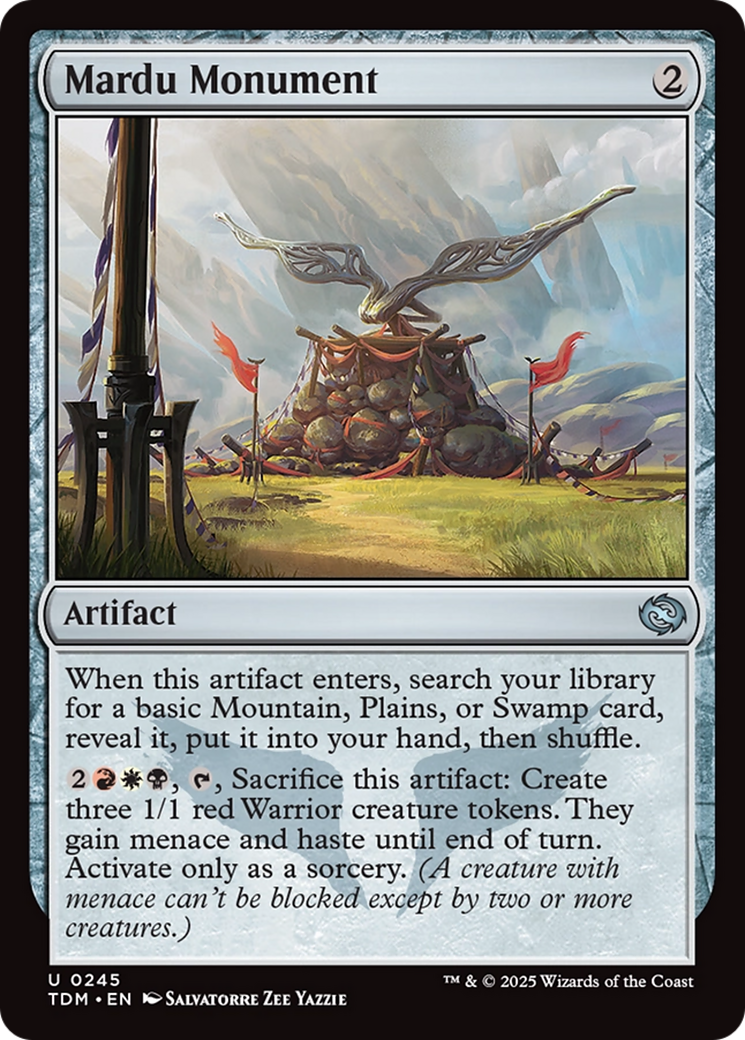 Mardu Monument 2
Artifact
When this artifact enters, search your library
for a basic Mountain, Plains, or Swamp card,
reveal it, put it into your hand, then shuffle.
2, , Sacrifice this artifact: Create
three 1/1 red Warrior creature tokens. They
gain menace and haste until end of turn.
Activate only as a sorcery. (A creature with
menace can't be blocked except by two or more
creatures.)
U 0245
TDM • EN Salvatorre Zee Yazzie
™ & © 2025 Wizards of the Coast